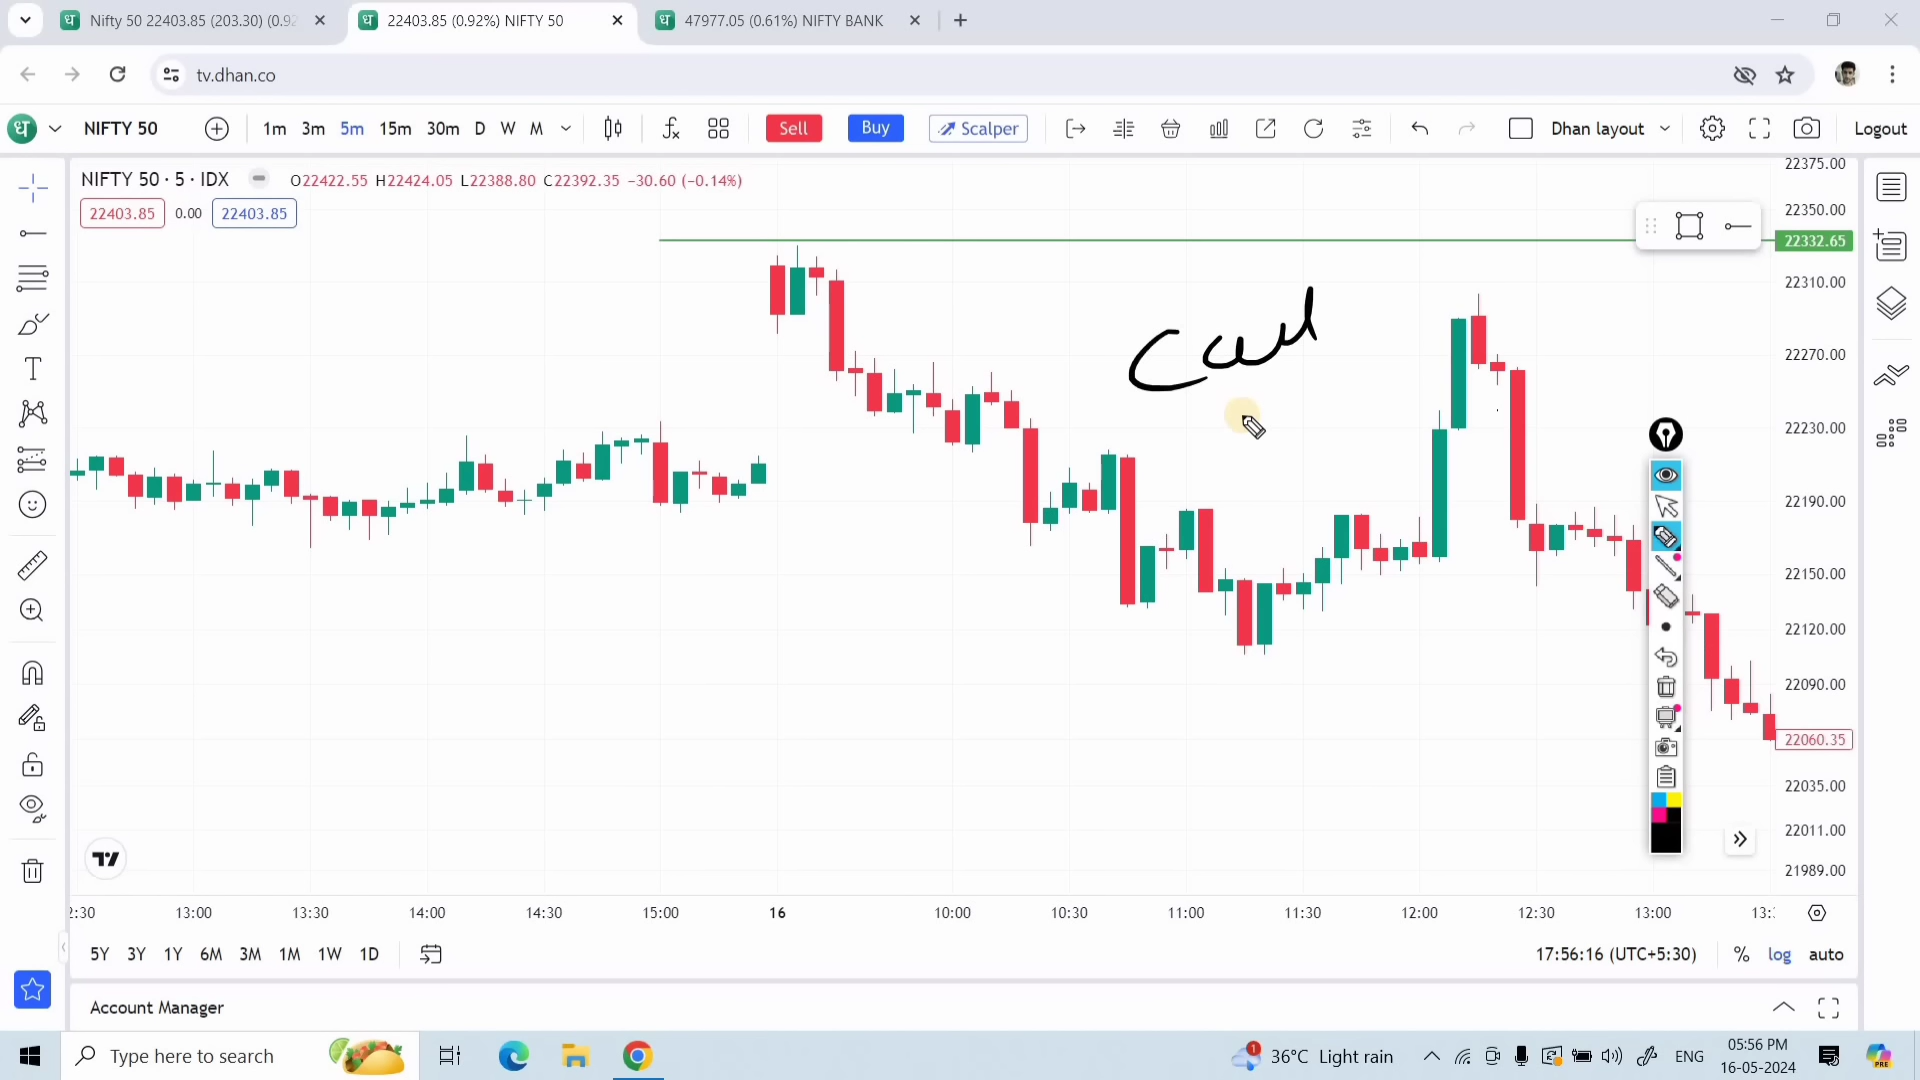 Nifty 50 22403.85 (203.30) (0.92
22403.85 (0.92%) NIFTY 50
47977.05 (0.61%) NIFTY BANK
tv.dhan.co
ध NIFTY 50 1m 3m 5m 15m 30m D W M Sell Buy Scalper Dhan layout Logout
NIFTY 50 · 5 · IDX O22422.55 H22424.05 L22388.80 C22392.35 −30.60 (−0.14%)
22403.85 0.00 22403.85
22375.00
22350.00
22332.65
22310.00
22270.00
22230.00
22190.00
22150.00
22120.00
22090.00
22060.35
22035.00
22011.00
21989.00
2:30 13:00 13:30 14:00 14:30 15:00 16 10:00 10:30 11:00 11:30 12:00 12:30 13:00 13:
5Y 3Y 1Y 6M 3M 1M 1W 1D 17:56:16 (UTC+5:30) % log auto
Account Manager
Type here to search 1 36°C Light rain ENG 05:56 PM
16-05-2024
PRE